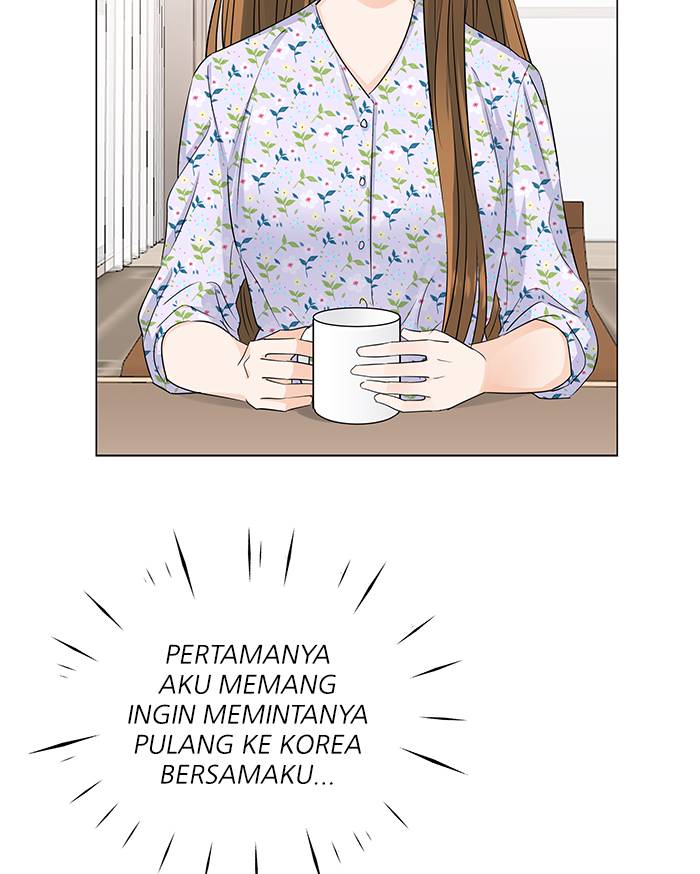 PERTAMANYA
AKU MEMANG
INGIN MEMINTANYA
PULANG KE KOREA
BERSAMAKU...